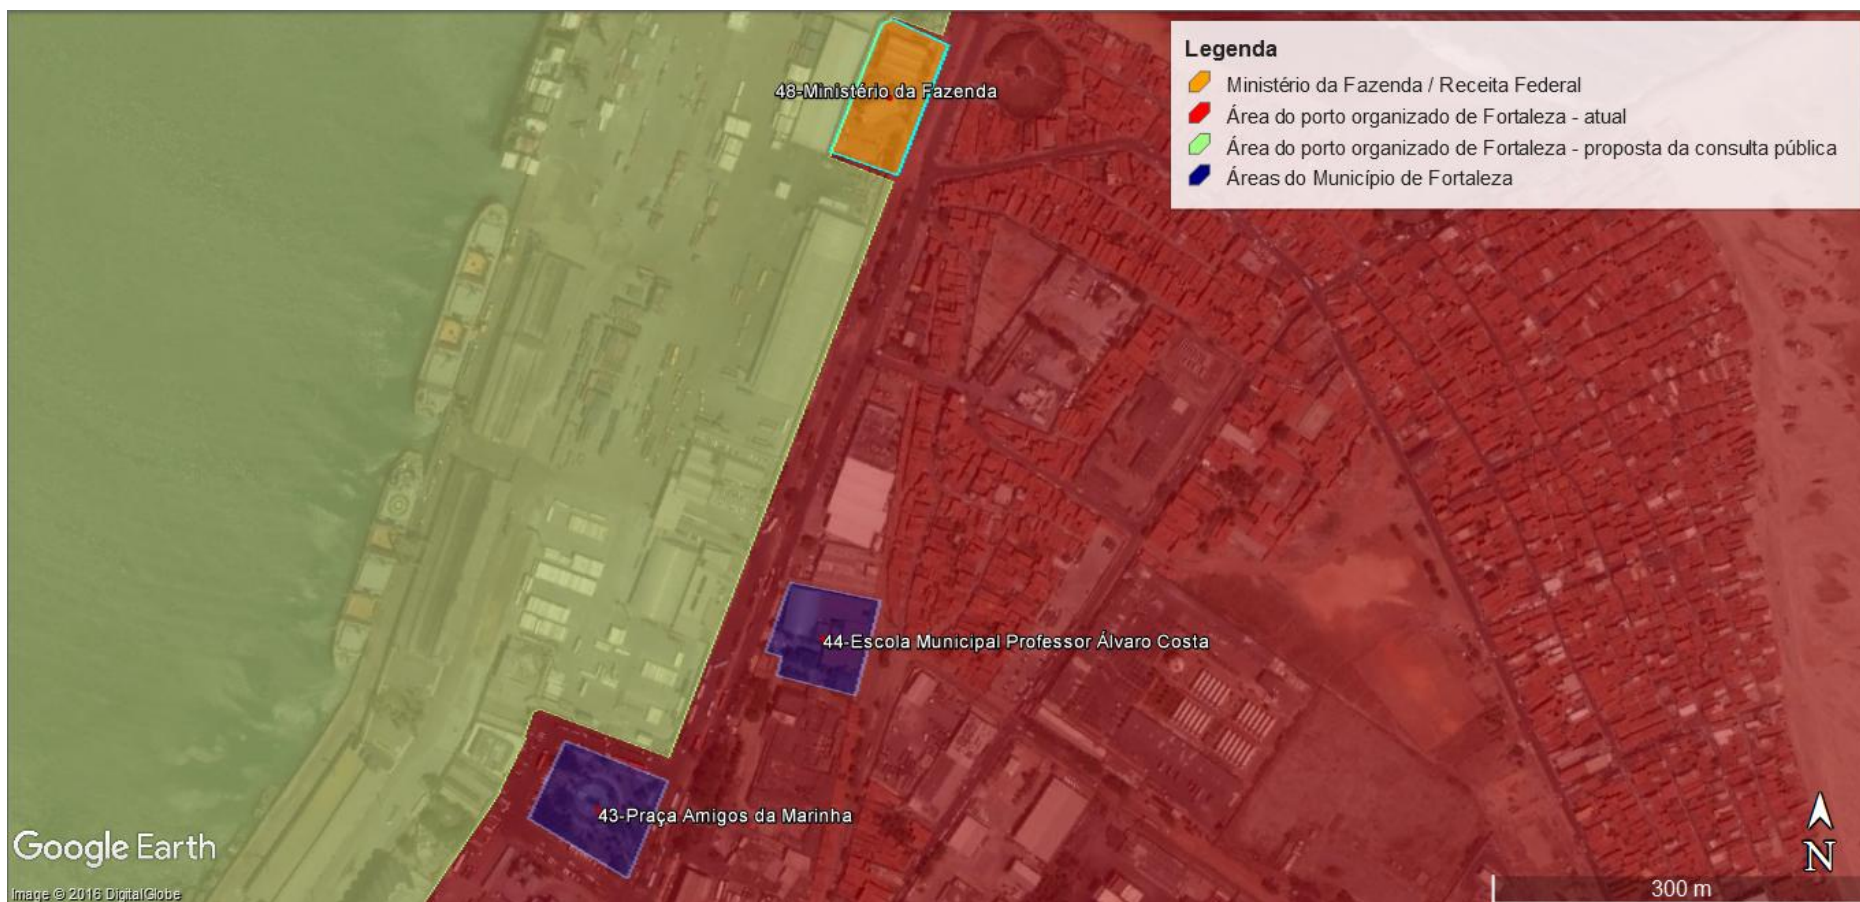 Legenda
Ministério da Fazenda / Receita Federal
Área do porto organizado de Fortaleza - atual
Área do porto organizado de Fortaleza - proposta da consulta pública
Áreas do Município de Fortaleza
48-Ministério da Fazenda
44-Escola Municipal Professor Álvaro Costa
43-Praça Amigos da Marinha
Google Earth
Image © 2016 DigitalGlobe
N
300 m